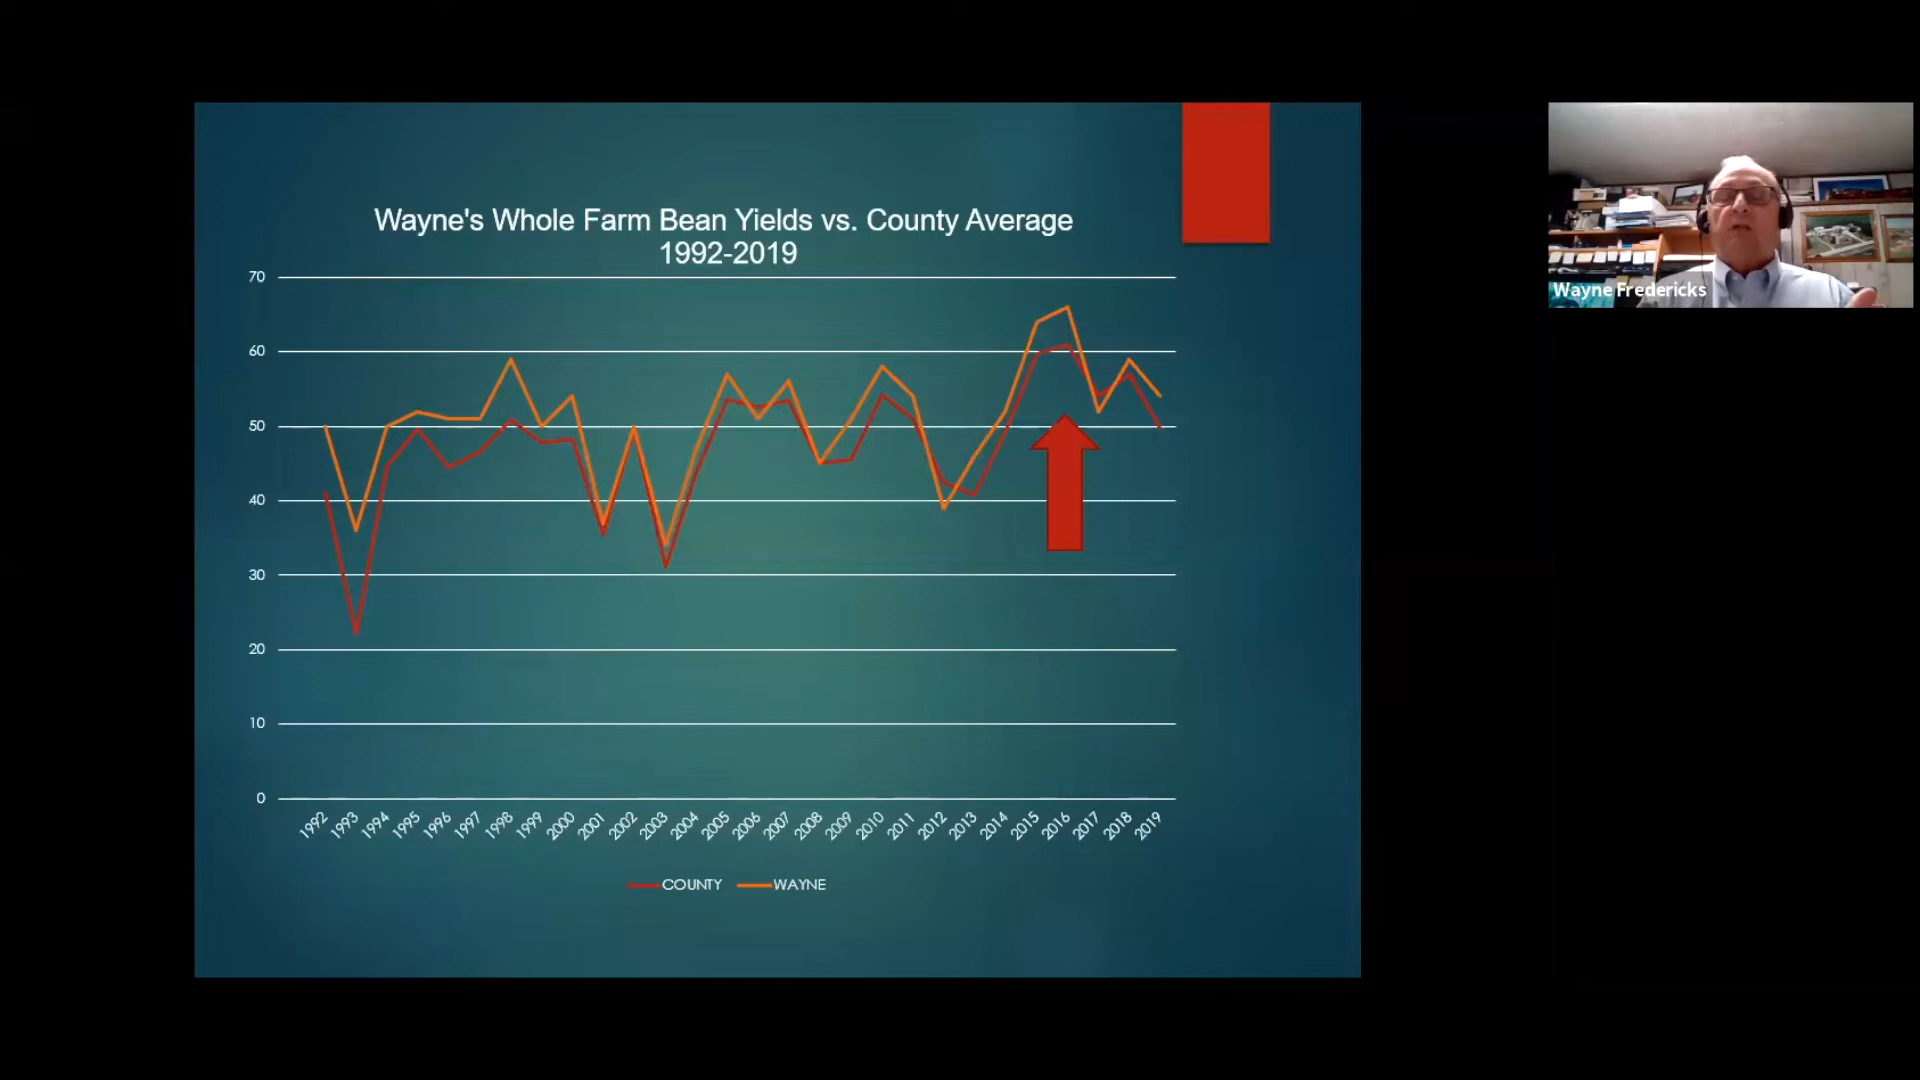 Wayne's Whole Farm Bean Yields vs. County Average
1992-2019
70
60
50
40
30
20
10
0
1992 1993 1994 1995 1996 1997 1998 1999 2000 2001 2002 2003 2004 2005 2006 2007 2008 2009 2010 2011 2012 2013 2014 2015 2016 2017 2018 2019
COUNTY WAYNE
Wayne Fredericks